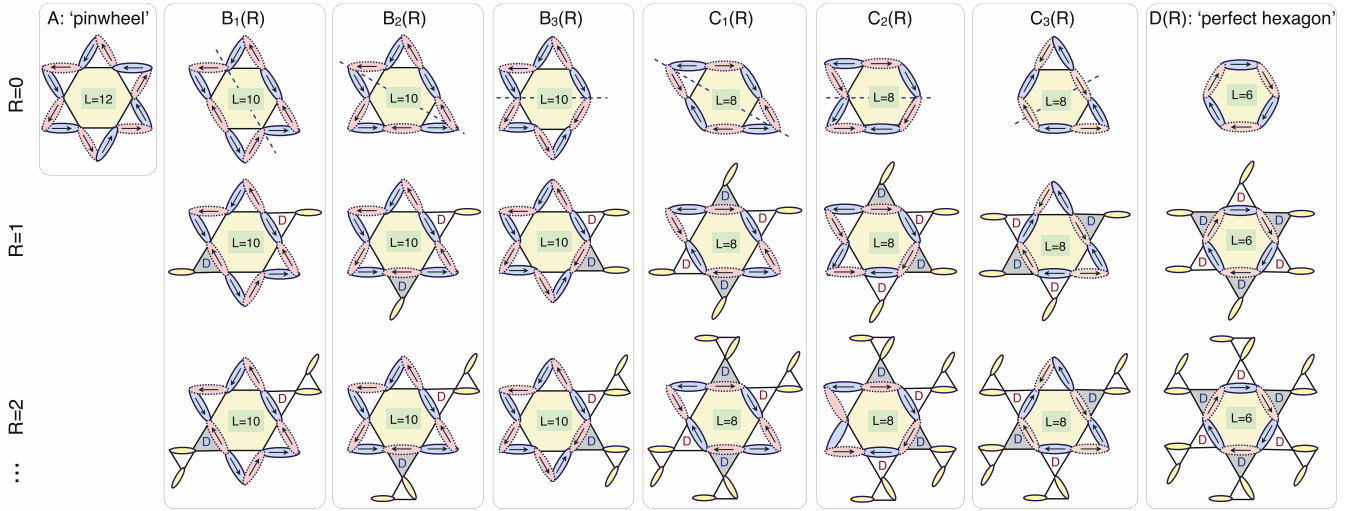 A: ‘pinwheel’ B₁(R) B₂(R) B₃(R) C₁(R) C₂(R) C₃(R) D(R): ‘perfect hexagon’
R=0 L=12 L=10 L=10 L=10 L=8 L=8 L=8 L=6
D D D D
D D D D D
R=1 L=10 L=10 L=10 L=8 L=8 L=8 L=6
D D D D D D D
D D D D
D
D D
D D D D D D
R=2 L=10 L=10 L=10 L=8 L=8 L=8 L=6
D D D D D D D
D D D D
...